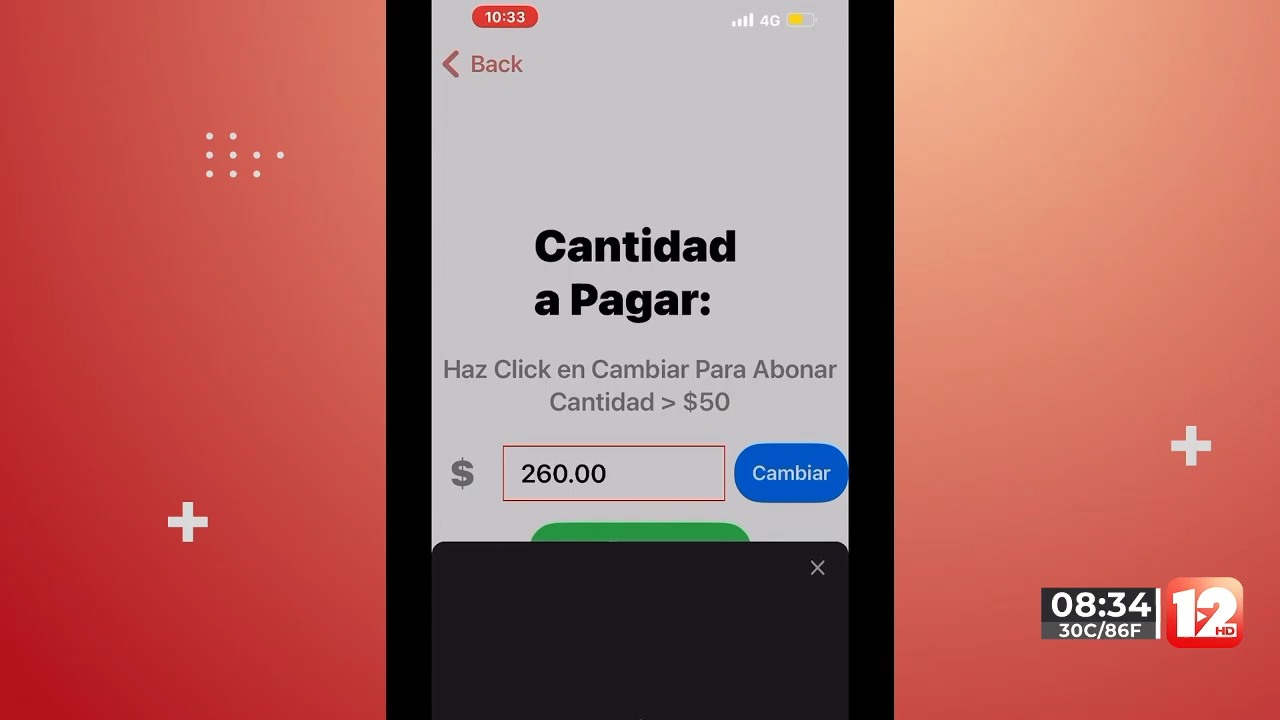 10:33
4G
Back
Cantidad
a Pagar:
Haz Click en Cambiar Para Abonar
Cantidad > $50
$ 260.00 Cambiar
08:34
30C/86F
12
HD